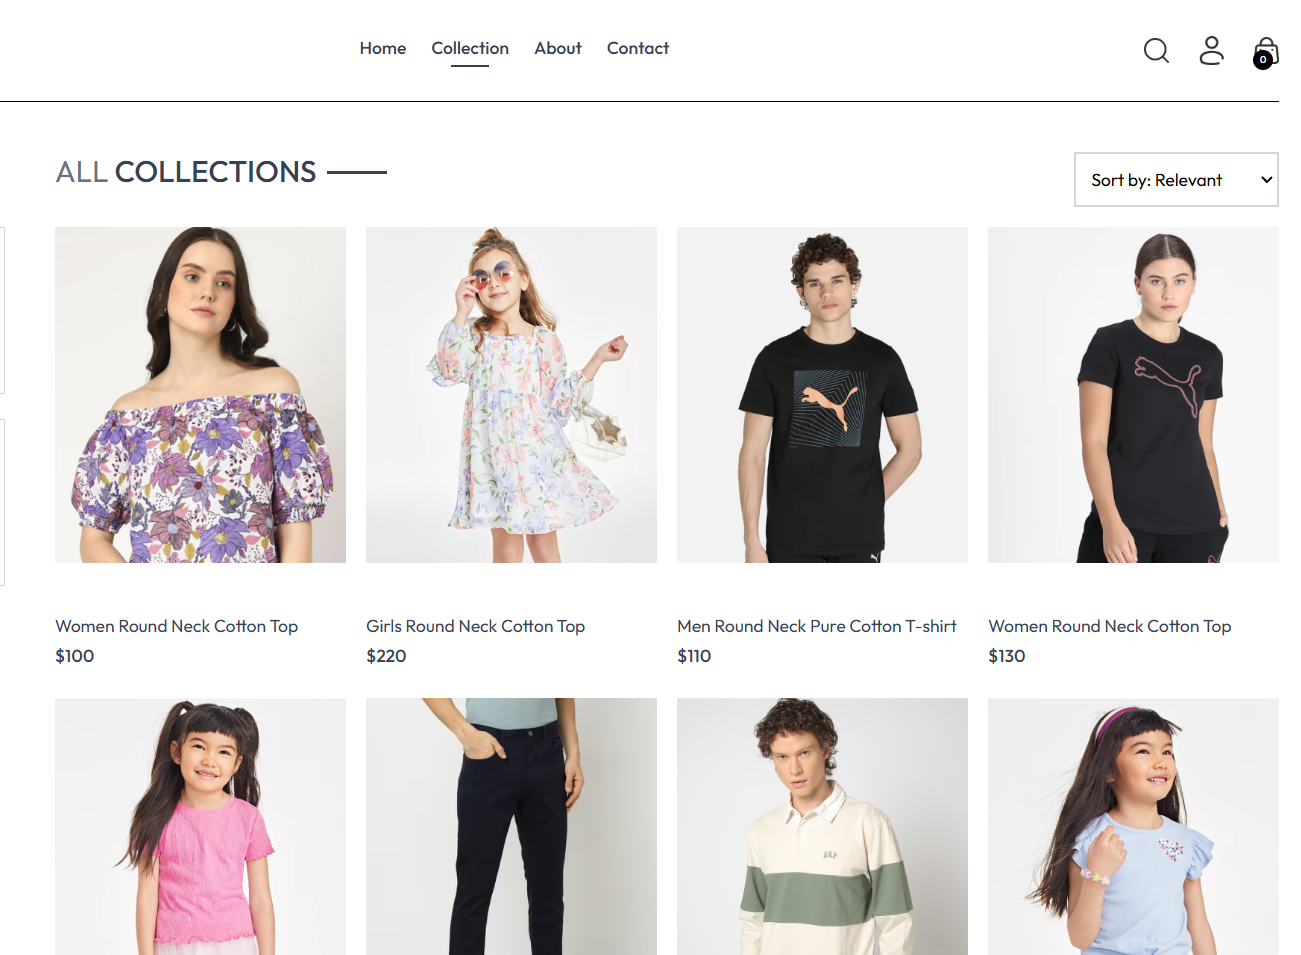 Home Collection About Contact
0
ALL COLLECTIONS
Sort by: Relevant
Women Round Neck Cotton Top
$100
Girls Round Neck Cotton Top
$220
Men Round Neck Pure Cotton T-shirt
$110
Women Round Neck Cotton Top
$130
GAP